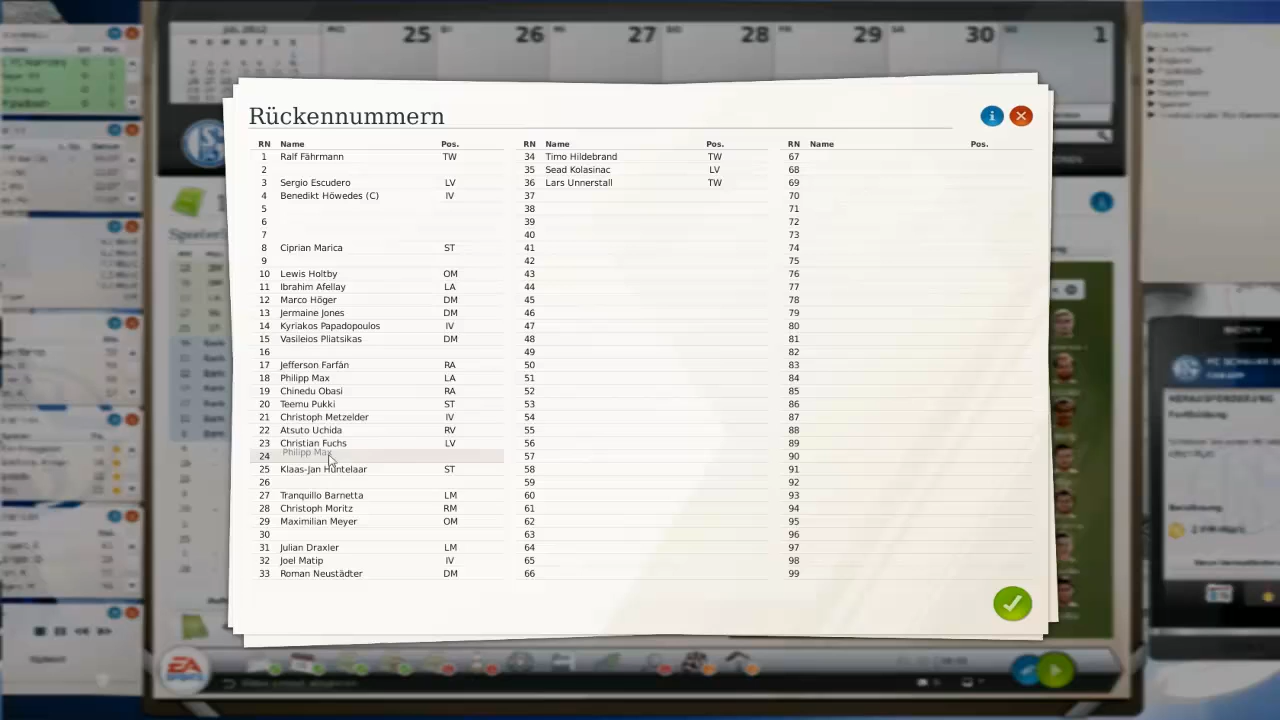 25 26 27 28 29 30 1
Rückennummern
RN Name Pos. RN Name Pos. RN Name Pos.
1 Ralf Fährmann TW 34 Timo Hildebrand TW 67
2 35 Sead Kolasinac LV 68
3 Sergio Escudero LV 36 Lars Unnerstall TW 69
4 Benedikt Höwedes (C) IV 37 70
5 38 71
6 39 72
7 40 73
8 Ciprian Marica ST 41 74
9 42 75
10 Lewis Holtby OM 43 76
11 Ibrahim Afellay LA 44 77
12 Marco Höger DM 45 78
13 Jermaine Jones DM 46 79
14 Kyriakos Papadopoulos IV 47 80
15 Vasileios Pliatsikas DM 48 81
16 49 82
17 Jefferson Farfán RA 50 83
18 Philipp Max LA 51 84
19 Chinedu Obasi RA 52 85
20 Teemu Pukki ST 53 86
21 Christoph Metzelder IV 54 87
22 Atsuto Uchida RV 55 88
23 Christian Fuchs LV 56 89
Philipp Max
24 57 90
25 Klaas-Jan Huntelaar ST 58 91
26 59 92
27 Tranquillo Barnetta LM 60 93
28 Christoph Moritz RM 61 94
29 Maximilian Meyer OM 62 95
30 63 96
31 Julian Draxler LM 64 97
32 Joel Matip IV 65 98
33 Roman Neustädter DM 66 99
EA
SPORTS
SONY